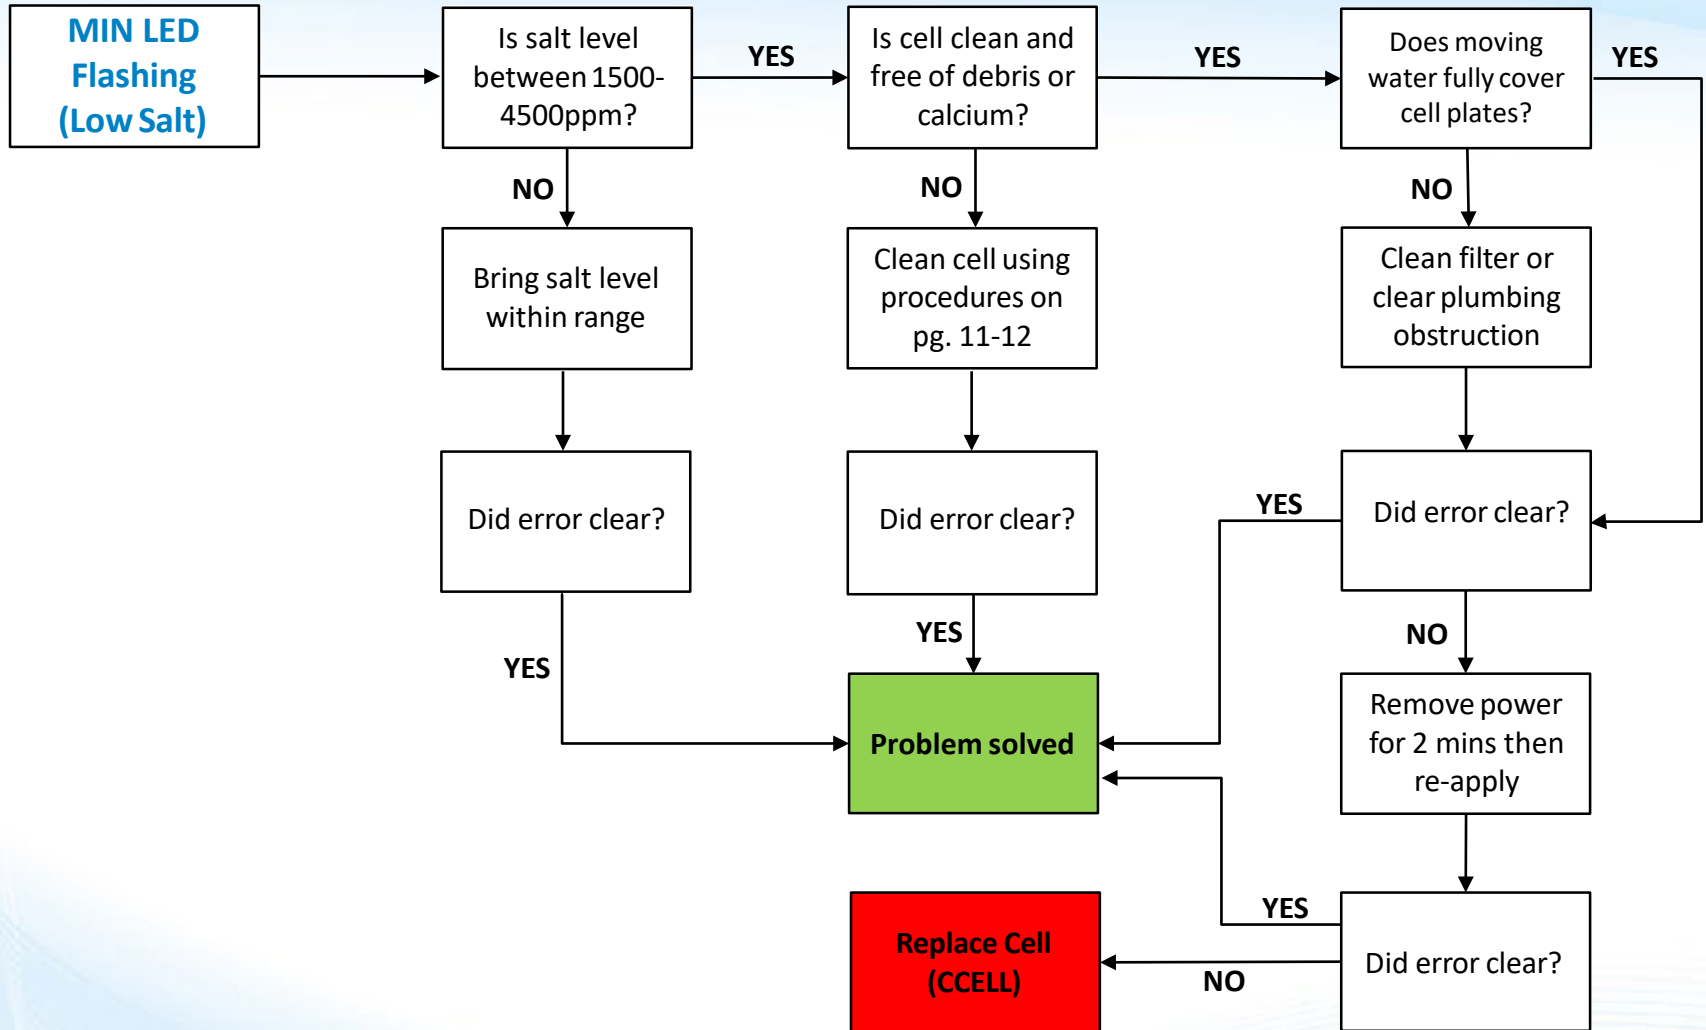 MIN LED
Flashing
(Low Salt)
Is salt level
between 1500-
4500ppm?
YES
Is cell clean and
free of debris or
calcium?
YES
Does moving
water fully cover
cell plates?
YES
NO
NO
NO
Bring salt level
within range
Clean cell using
procedures on
pg. 11-12
Clean filter or
clear plumbing
obstruction
Did error clear?
Did error clear?
YES
Did error clear?
YES
YES
NO
Problem solved
Remove power
for 2 mins then
re-apply
Replace Cell
(CCELL)
YES
NO
Did error clear?